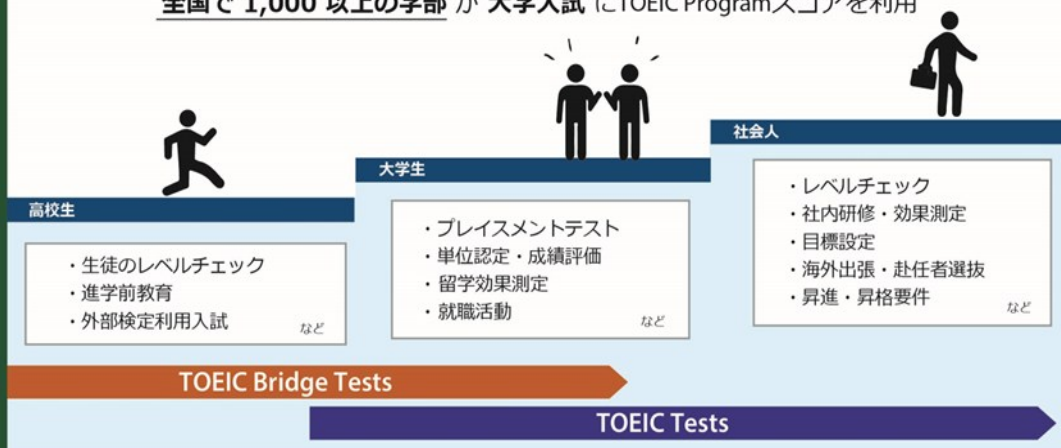 全国で 1,000 以上の学部 が 大学入試 にTOEIC Programスコアを利用
高校生
・生徒のレベルチェック
・進学前教育
・外部検定利用入試
など
大学生
・プレイスメントテスト
・単位認定・成績評価
・留学効果測定
・就職活動
など
社会人
・レベルチェック
・社内研修・効果測定
・目標設定
・海外出張・赴任者選抜
・昇進・昇格要件
など
TOEIC Bridge Tests
TOEIC Tests